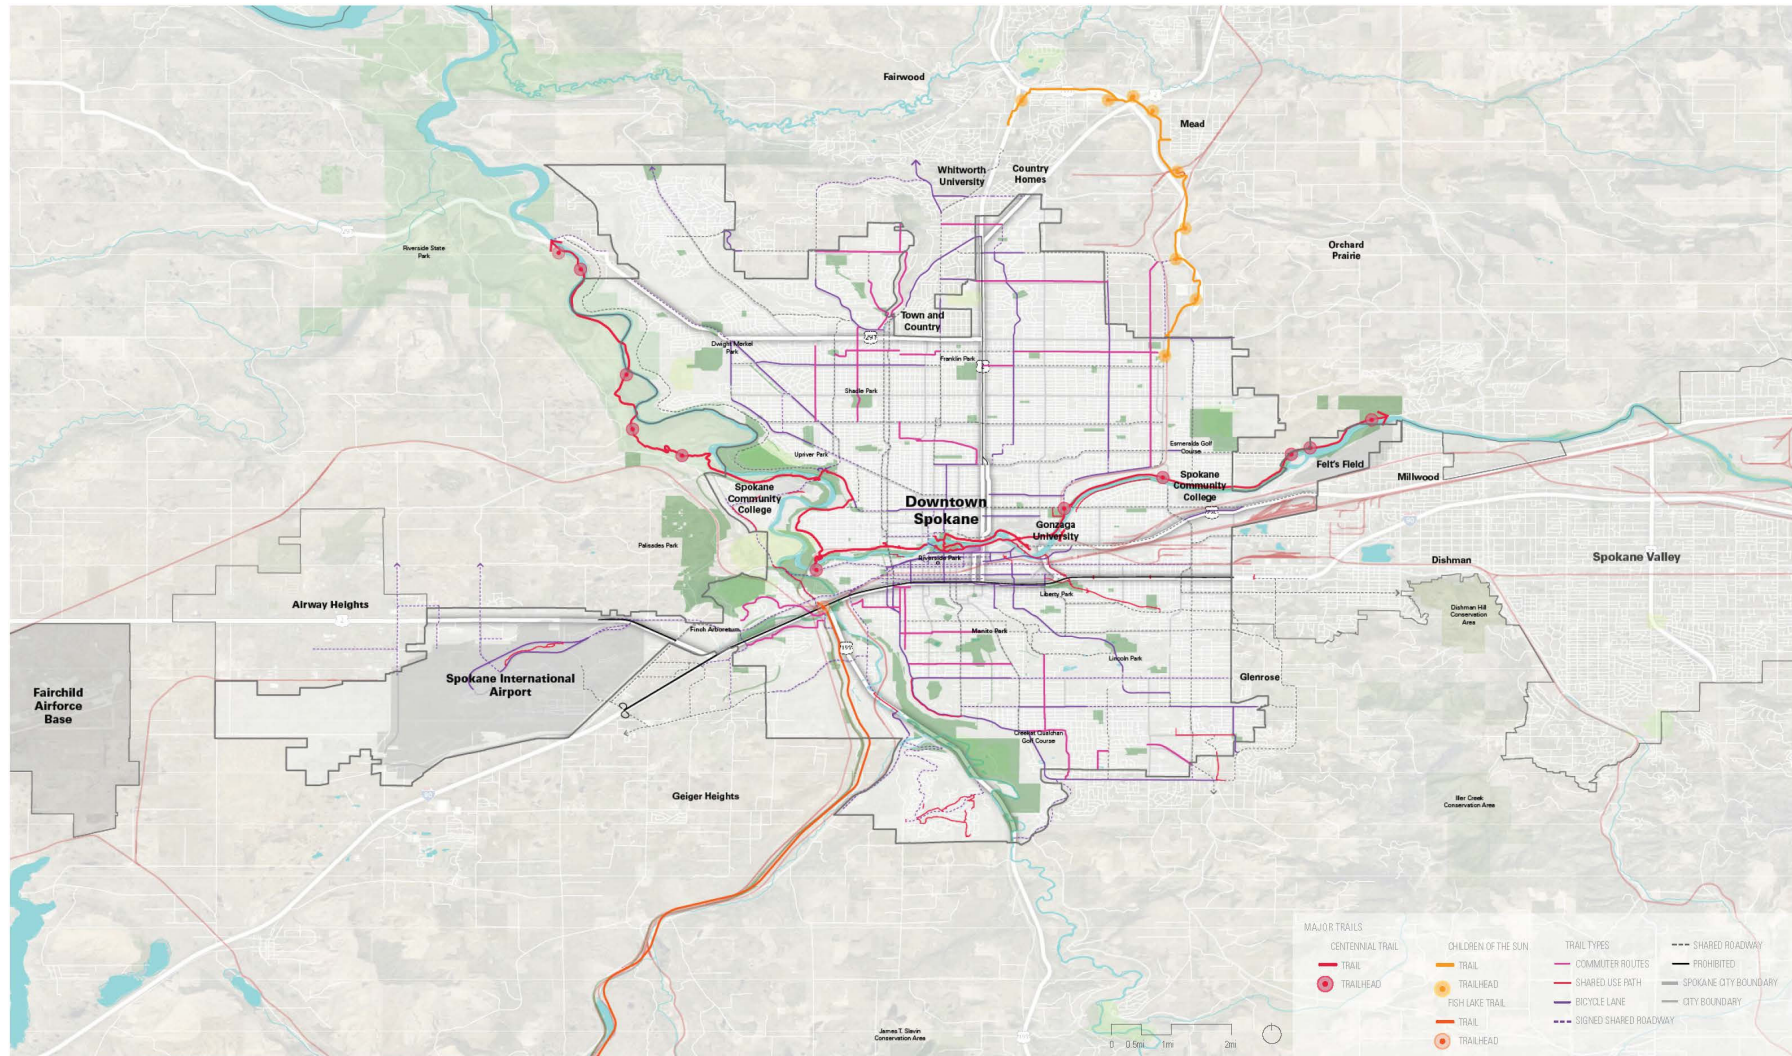 Fairwood
Mead
Whitworth
University
Country
Homes
Riverside State
Park
Orchard
Prairie
Town and
Country
291
Dwight Merkel
Park
Franklin Park
2
Shadle Park
Esmeralda Golf
Course
Upriver Park
Felt's Field
Millwood
Spokane
Community
College
Spokane
Community
College
Downtown
Spokane
Gonzaga
University
Palisades Park
Riverside Park
Dishman
Spokane Valley
Liberty Park
Airway Heights
Dishman Hill
Conservation
Area
Finch Arboretum
Manito Park
195
Lincoln Park
Glenrose
Spokane International
Airport
Fairchild
Airforce
Base
Creek at Qualchan
Golf Course
Geiger Heights
Iller Creek
Conservation Area
James T. Slavin
Conservation Area
0 0.5mi 1mi 2mi
MAJOR TRAILS
CENTENNIAL TRAIL
TRAIL
TRAILHEAD
CHILDREN OF THE SUN
TRAIL
TRAILHEAD
FISH LAKE TRAIL
TRAIL
TRAILHEAD
TRAIL TYPES
COMMUTER ROUTES
SHARED USE PATH
BICYCLE LANE
SIGNED SHARED ROADWAY
SHARED ROADWAY
PROHIBITED
SPOKANE CITY BOUNDARY
CITY BOUNDARY